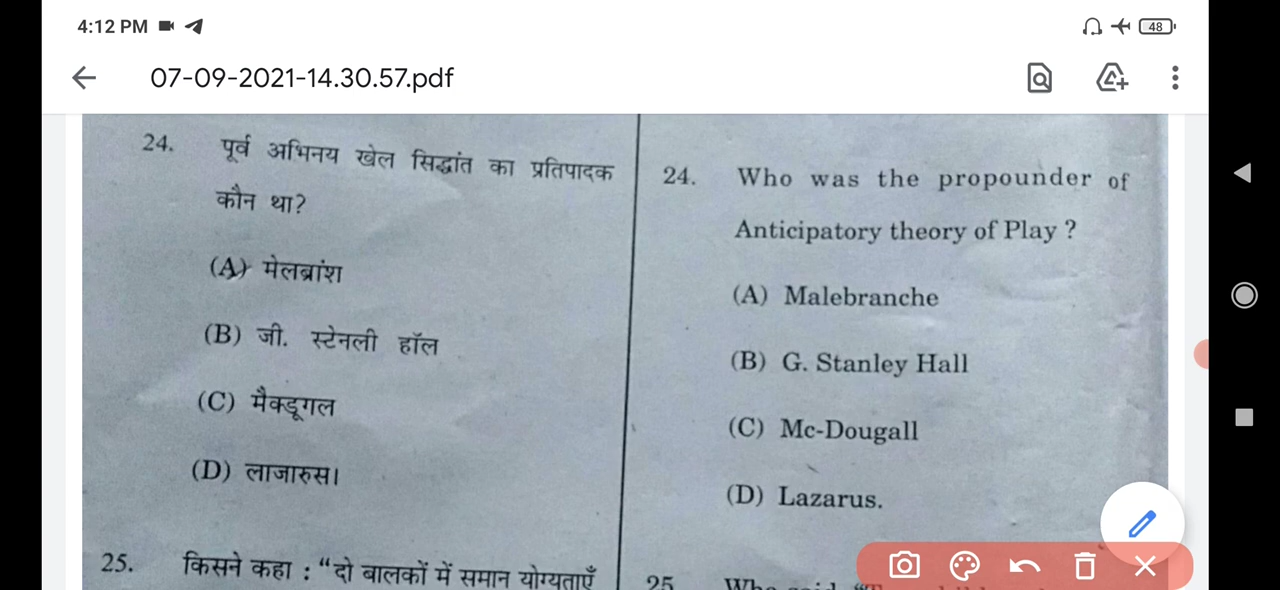 4:12 PM
48
07-09-2021-14.30.57.pdf
24. पूर्व अभिनय खेल सिद्धांत का प्रतिपादक
कौन था?
(A) मेलब्रांश
(B) जी. स्टेनली हॉल
(C) मैक्डूगल
(D) लाजारुस।
25. किसने कहा : “दो बालकों में समान योग्यताएँ
24. Who was the propounder of
Anticipatory theory of Play ?
(A) Malebranche
(B) G. Stanley Hall
(C) Mc-Dougall
(D) Lazarus.
25